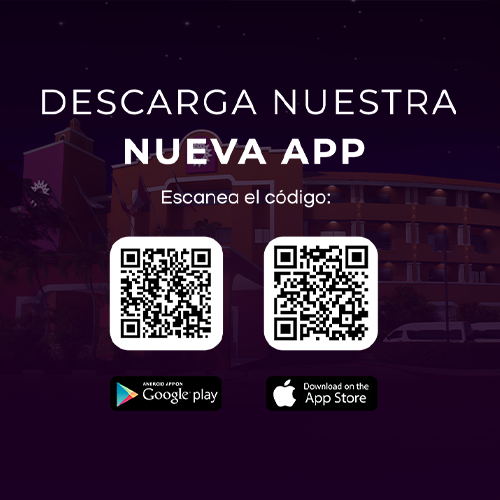 DESCARGA NUESTRA
NUEVA APP
Escanea el código:
ANDROID APP ON
Google play
Download on the
App Store